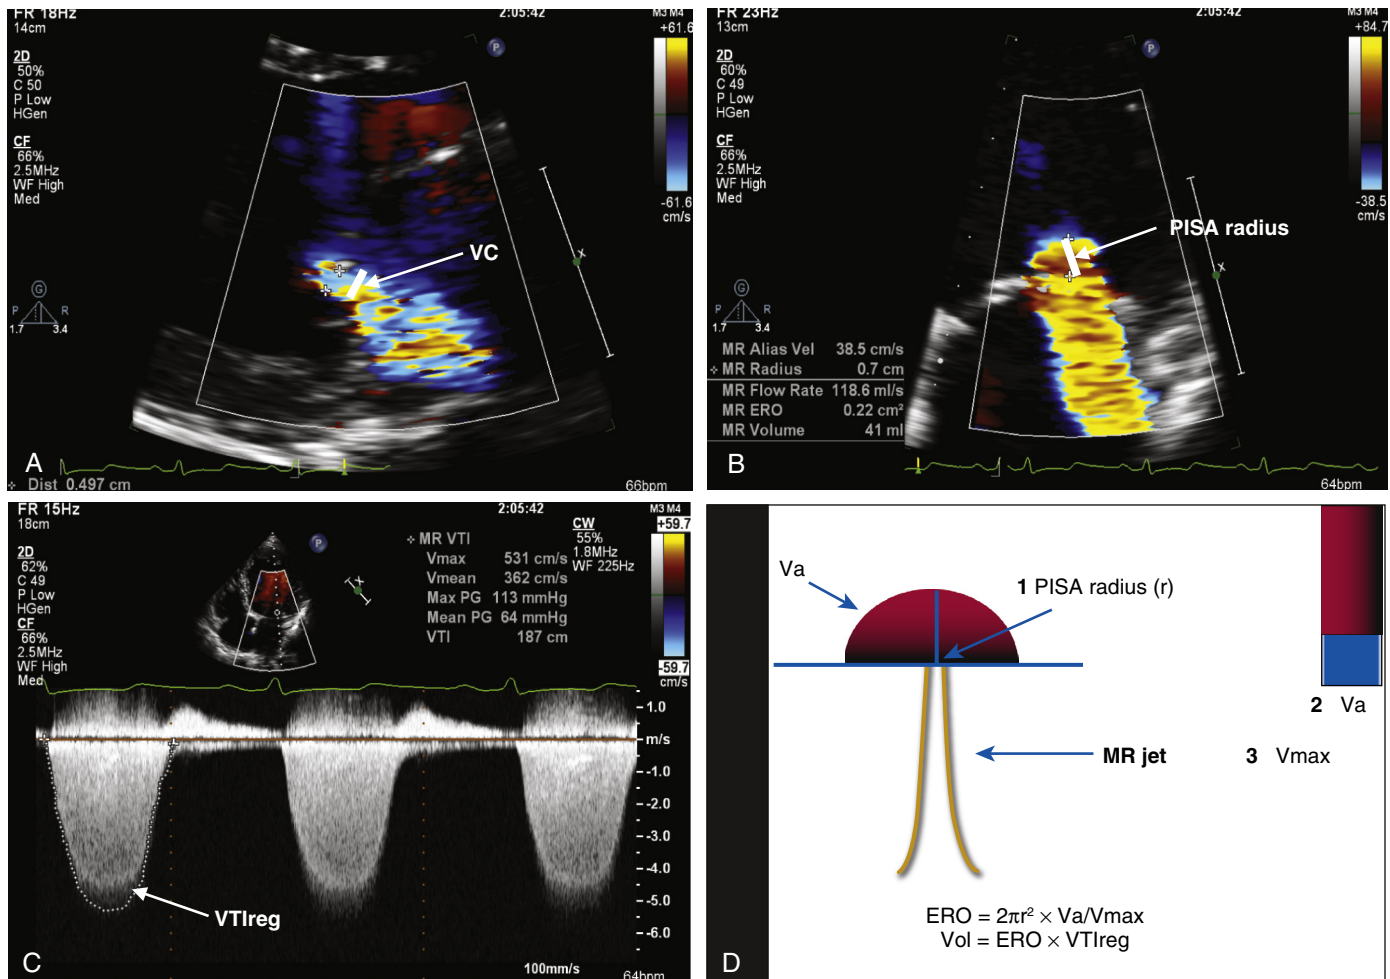 FR 18Hz
14cm
2:05:42
M3 M4
+61.6
2D
50%
C 50
P Low
HGen
CF
66%
2.5MHz
WF High
Med
-61.6
cm/s
P
VC
G
P R
1.7 3.4
X
A
Dist 0.497 cm
66bpm
FR 23Hz
13cm
2:05:42
M3 M4
+84.7
2D
60%
C 49
P Low
HGen
CF
66%
2.5MHz
WF High
Med
-38.5
cm/s
P
PISA radius
G
P R
1.7 3.4
X
MR Alias Vel 38.5 cm/s
MR Radius 0.7 cm
MR Flow Rate 118.6 ml/s
MR ERO 0.22 cm²
MR Volume 41 ml
B
64bpm
FR 15Hz
18cm
2:05:42
M3 M4
+59.7
2D
62%
C 49
P Low
HGen
CF
66%
2.5MHz
WF High
Med
P
X
MR VTI
Vmax 531 cm/s
Vmean 362 cm/s
Max PG 113 mmHg
Mean PG 64 mmHg
VTI 187 cm
CW
55%
1.8MHz
WF 225Hz
-59.7
cm/s
1.0
m/s
-1.0
-2.0
-3.0
-4.0
-5.0
-6.0
VTIreg
C
100mm/s
64bpm
Va
1 PISA radius (r)
2 Va
MR jet
3 Vmax
ERO = 2πr² × Va/Vmax
Vol = ERO × VTIreg
D